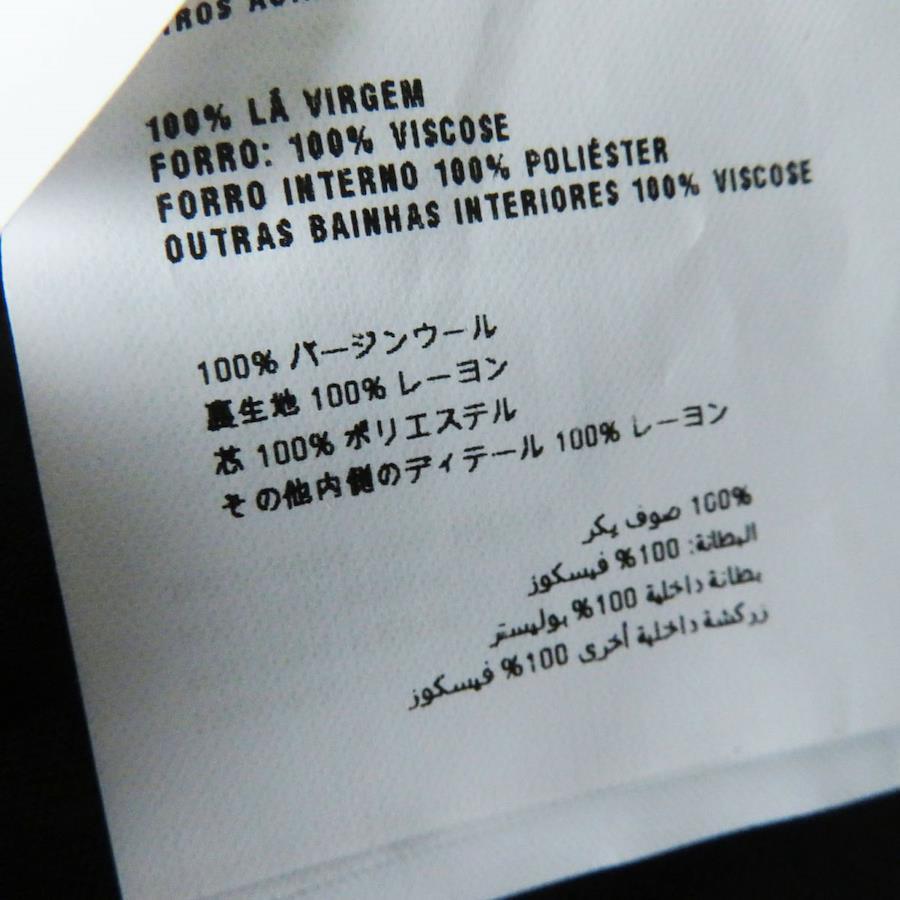 100% LÃ VIRGEM
FORRO: 100% VISCOSE
FORRO INTERNO 100% POLIÉSTER
OUTRAS BAINHAS INTERIORES 100% VISCOSE
100% バージンウール
裏生地 100% レーヨン
芯 100% ポリエステル
その他内側のディテール 100% レーヨン
100% صوف بكر
البطانة: 100% فيسكوز
بطانة داخلية 100% بوليستر
زركشة داخلية أخرى 100% فيسكوز